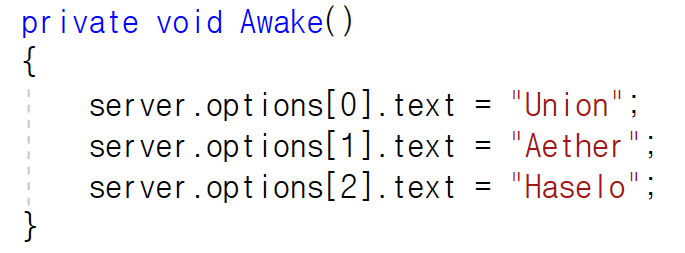 private void Awake()
{
    server.options[0].text = "Union";
    server.options[1].text = "Aether";
    server.options[2].text = "Haselo";
}